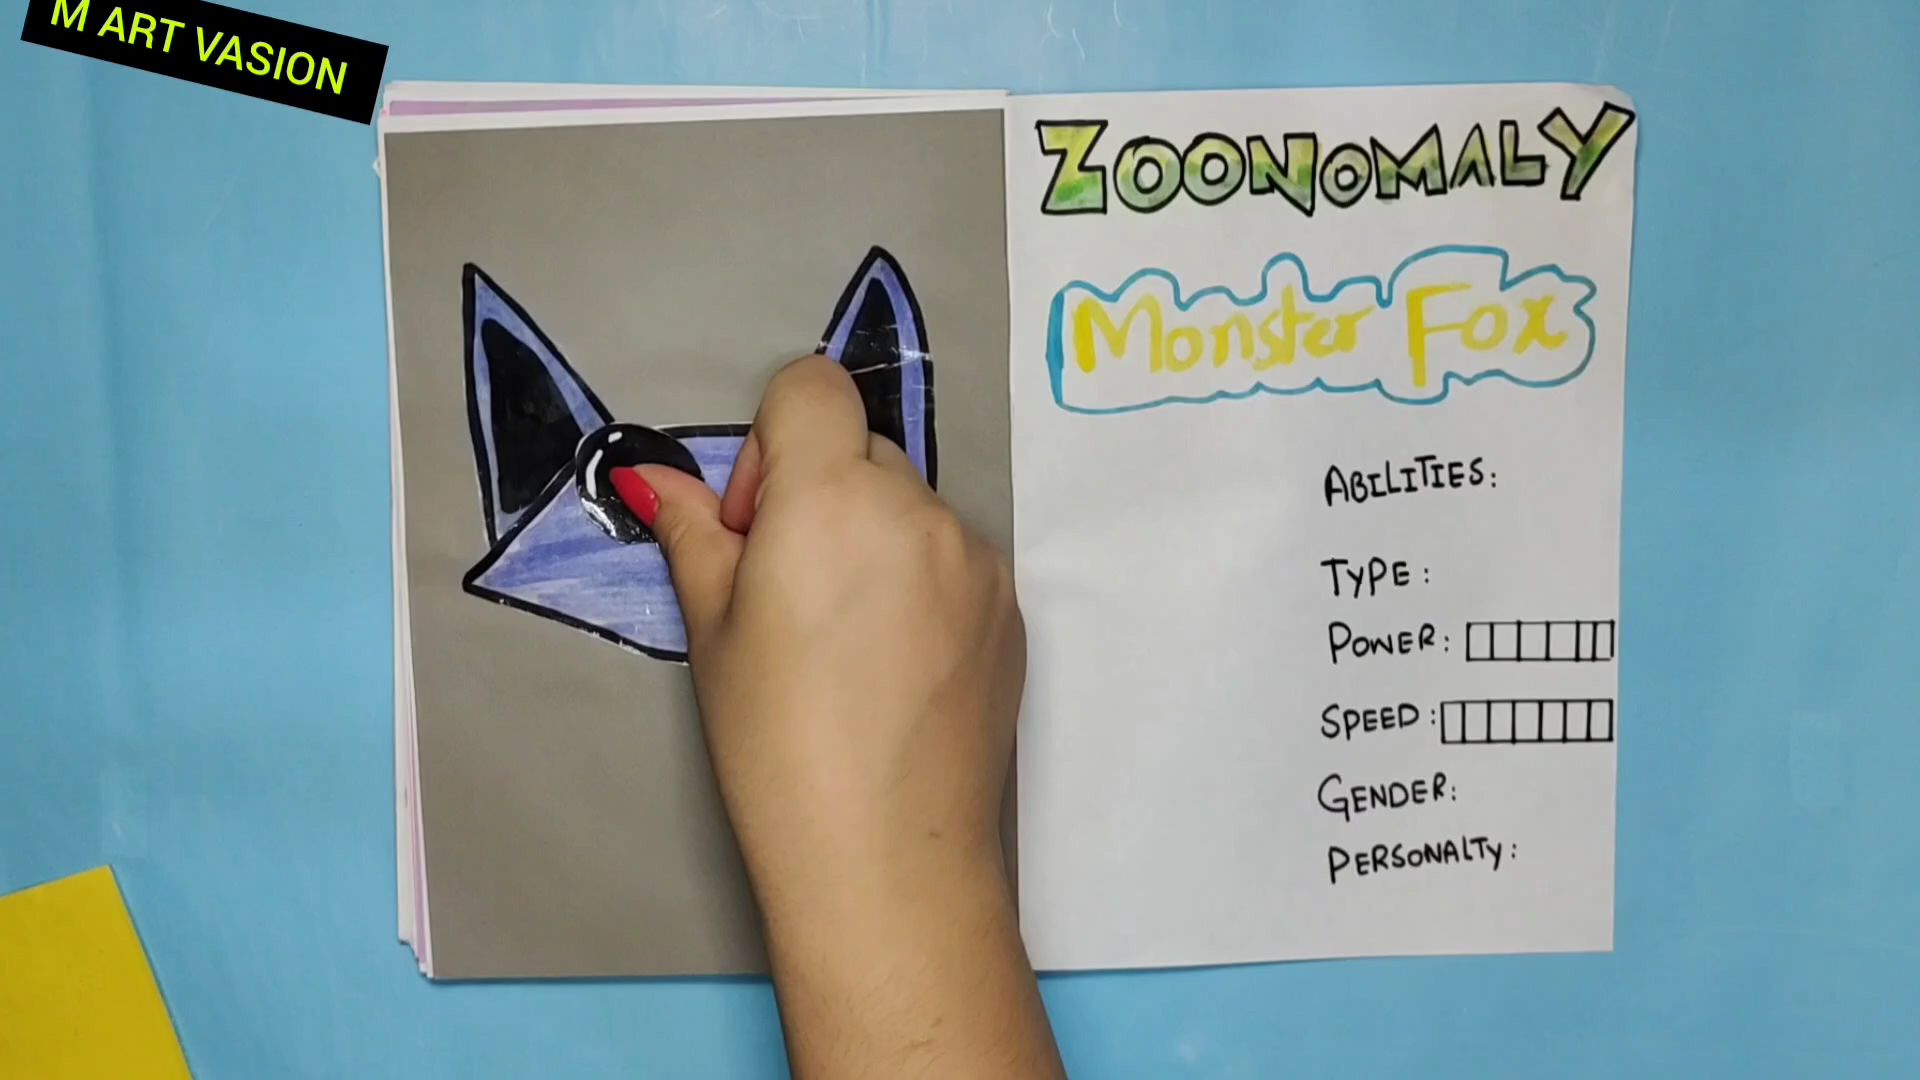 M ART VASION
ZOONOMALY
Monster Fox
ABILITIES:
TYPE:
POWER:
SPEED:
GENDER:
PERSONALTY: